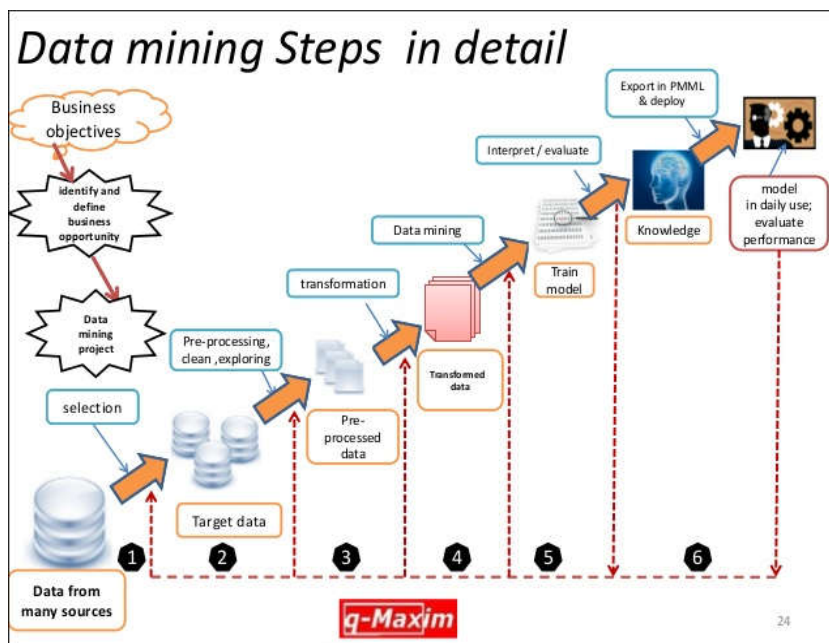 Data mining Steps in detail
Business
objectives
identify and
define
business
opportunity
Data
mining
project
selection
Data from
many sources
Pre-processing,
clean ,exploring
Target data
transformation
Pre-
processed
data
Data mining
Transformed
data
Interpret / evaluate
Train
model
Export in PMML
& deploy
Knowledge
model
in daily use;
evaluate
performance
1
2
3
4
5
6
q-Maxim
24